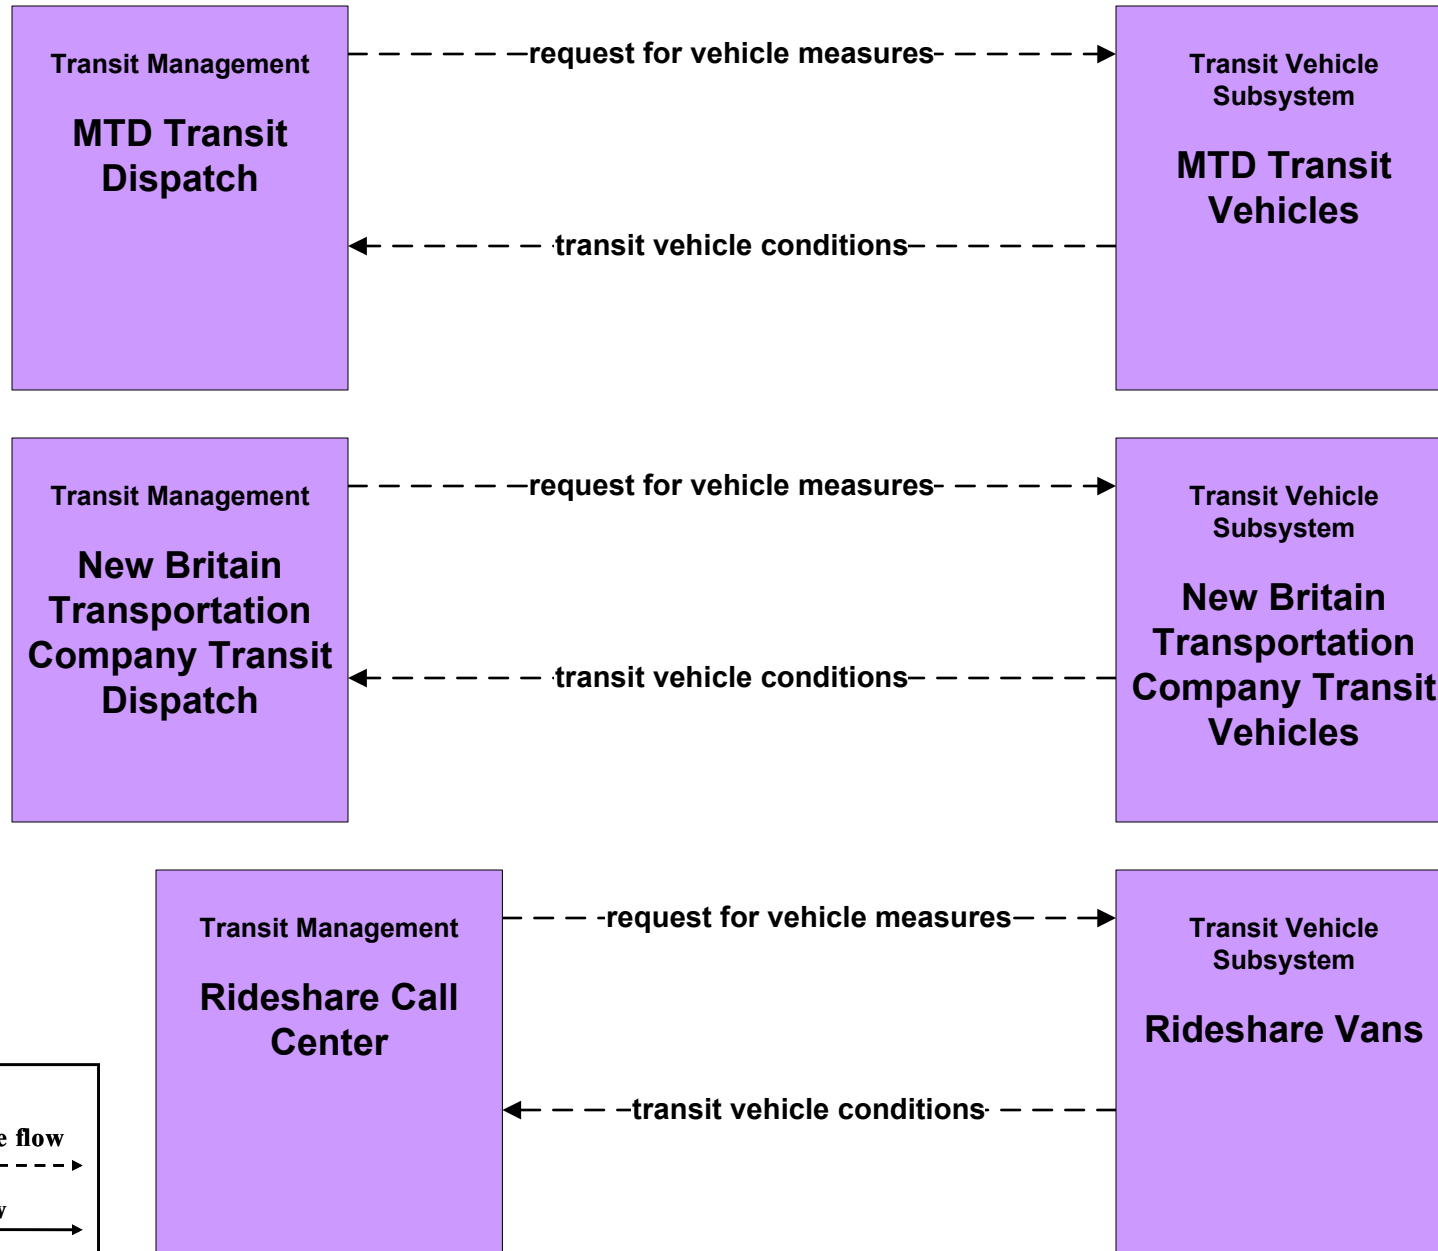 Transit Management
MTD Transit
Dispatch
request for vehicle measures
transit vehicle conditions
Transit Vehicle
Subsystem
MTD Transit
Vehicles
Transit Management
New Britain
Transportation
Company Transit
Dispatch
request for vehicle measures
transit vehicle conditions
Transit Vehicle
Subsystem
New Britain
Transportation
Company Transit
Vehicles
Transit Management
Rideshare Call
Center
request for vehicle measures
transit vehicle conditions
Transit Vehicle
Subsystem
Rideshare Vans
flow